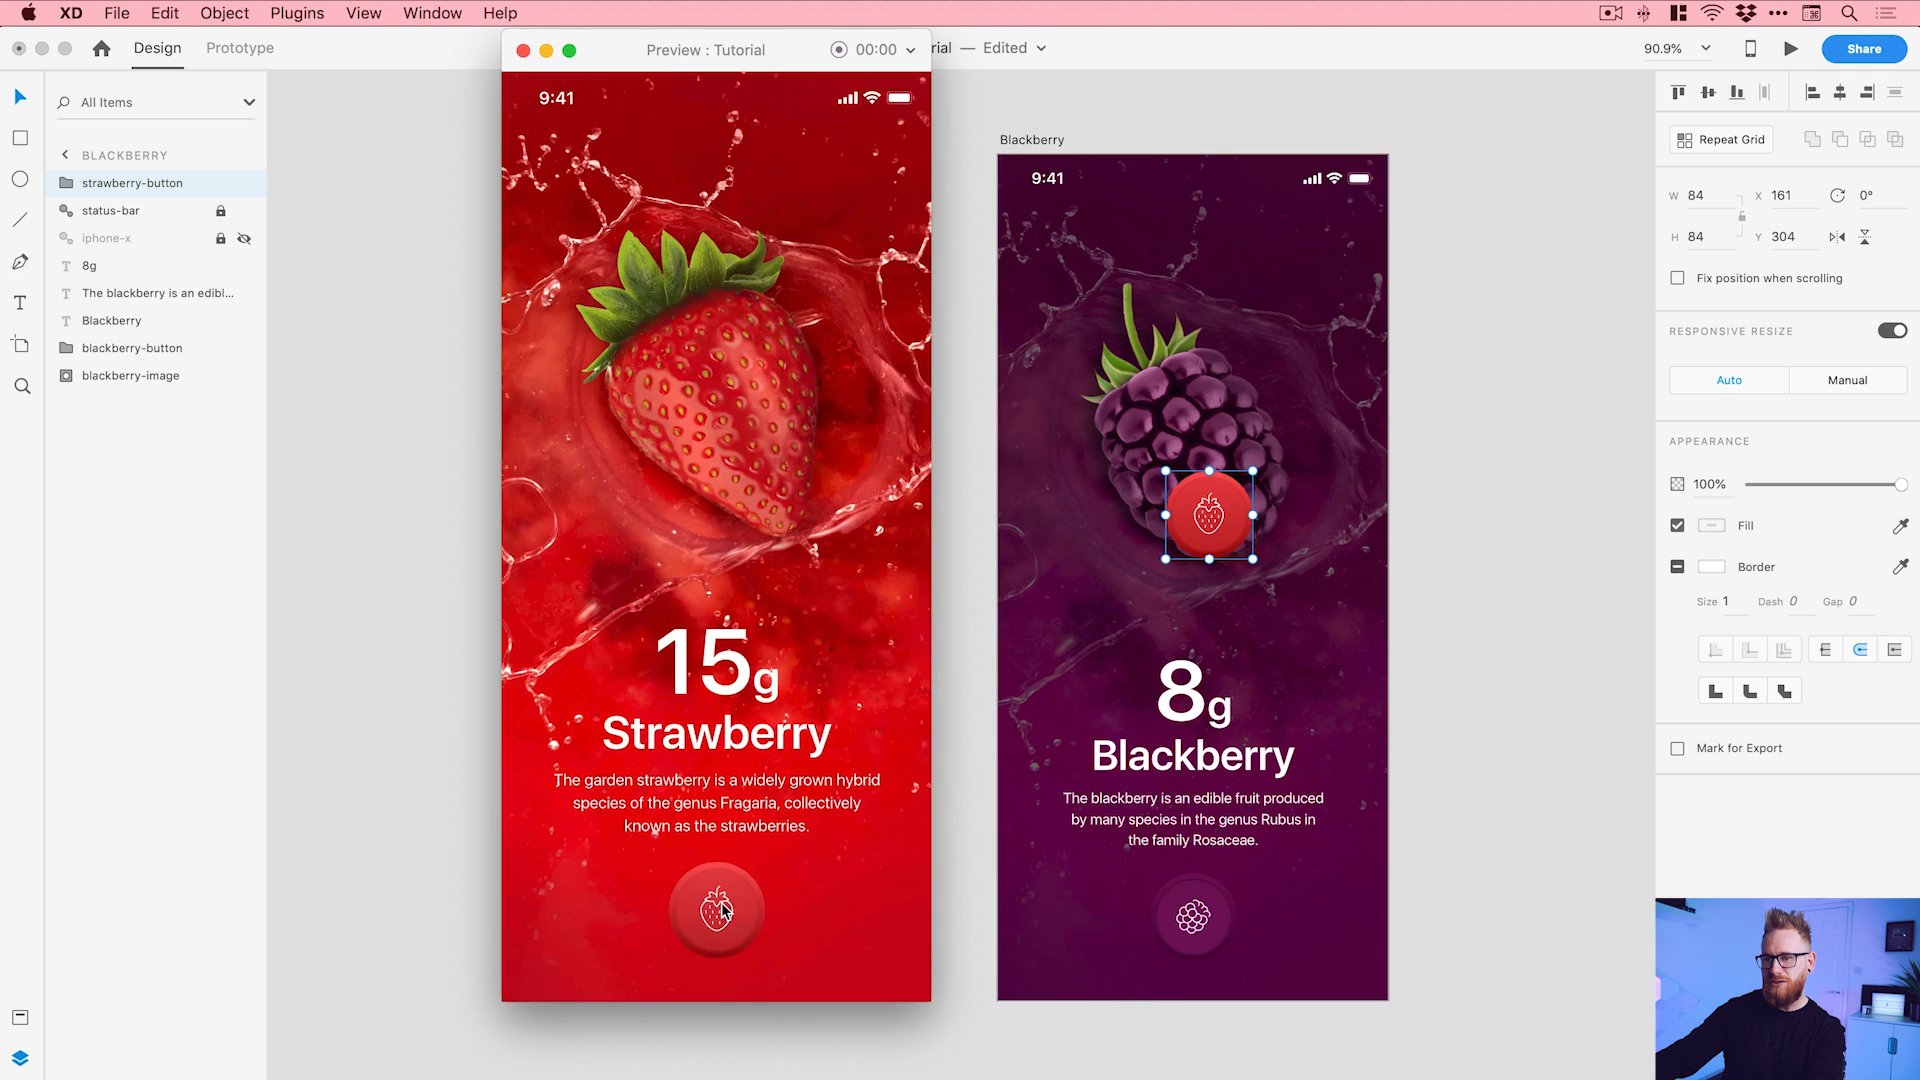 XD File Edit Object Plugins View Window Help
Design Prototype
Preview : Tutorial 00:00
rial — Edited
90.9%
Share
All Items
BLACKBERRY
strawberry-button
status-bar
iphone-x
8g
The blackberry is an edibl...
Blackberry
blackberry-button
blackberry-image
9:41
15g
Strawberry
The garden strawberry is a widely grown hybrid
species of the genus Fragaria, collectively
known as the strawberries.
Blackberry
9:41
8g
Blackberry
The blackberry is an edible fruit produced
by many species in the genus Rubus in
the family Rosaceae.
Repeat Grid
W 84 X 161 0°
H 84 Y 304
Fix position when scrolling
RESPONSIVE RESIZE
Auto Manual
APPEARANCE
100%
Fill
Border
Size 1 Dash 0 Gap 0
Mark for Export